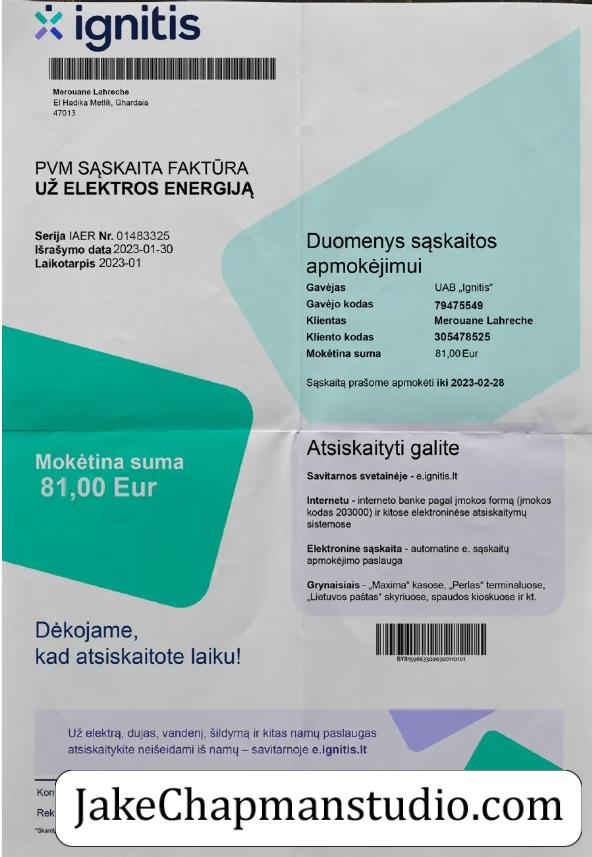 ignitis
Merouane Lahreche
El Hadika Metlili, Ghardaia
47013
PVM SĄSKAITA FAKTŪRA
UŽ ELEKTROS ENERGIJĄ
Serija IAER Nr. 01483325
Išrašymo data 2023-01-30
Laikotarpis 2023-01
Duomenys sąskaitos
apmokėjimui
Gavėjas UAB „Ignitis“
Gavėjo kodas 79475549
Klientas Merouane Lahreche
Kliento kodas 305478525
Mokėtina suma 81,00 Eur
Sąskaitą prašome apmokėti iki 2023-02-28
Mokėtina suma
81,00 Eur
Atsiskaityti galite
Savitarnos svetainėje - e.ignitis.lt
Internetu - interneto banke pagal įmokos formą (įmokos
kodas 203000) ir kitose elektroninėse atsiskaitymų
sistemose
Elektronine sąskaita - automatine e. sąskaitų
apmokėjimo paslauga
Grynaisiais - „Maxima“ kasose, „Perlas“ terminaluose,
„Lietuvos paštas“ skyriuose, spaudos kioskuose ir kt.
Dėkojame,
kad atsiskaitote laiku!
Už elektrą, dujas, vandenį, šildymą ir kitas namų paslaugas
atsiskaitykite neišeidami iš namų – savitarnoje e.ignitis.lt
Kon
Rek
JakeChapmanstudio.com